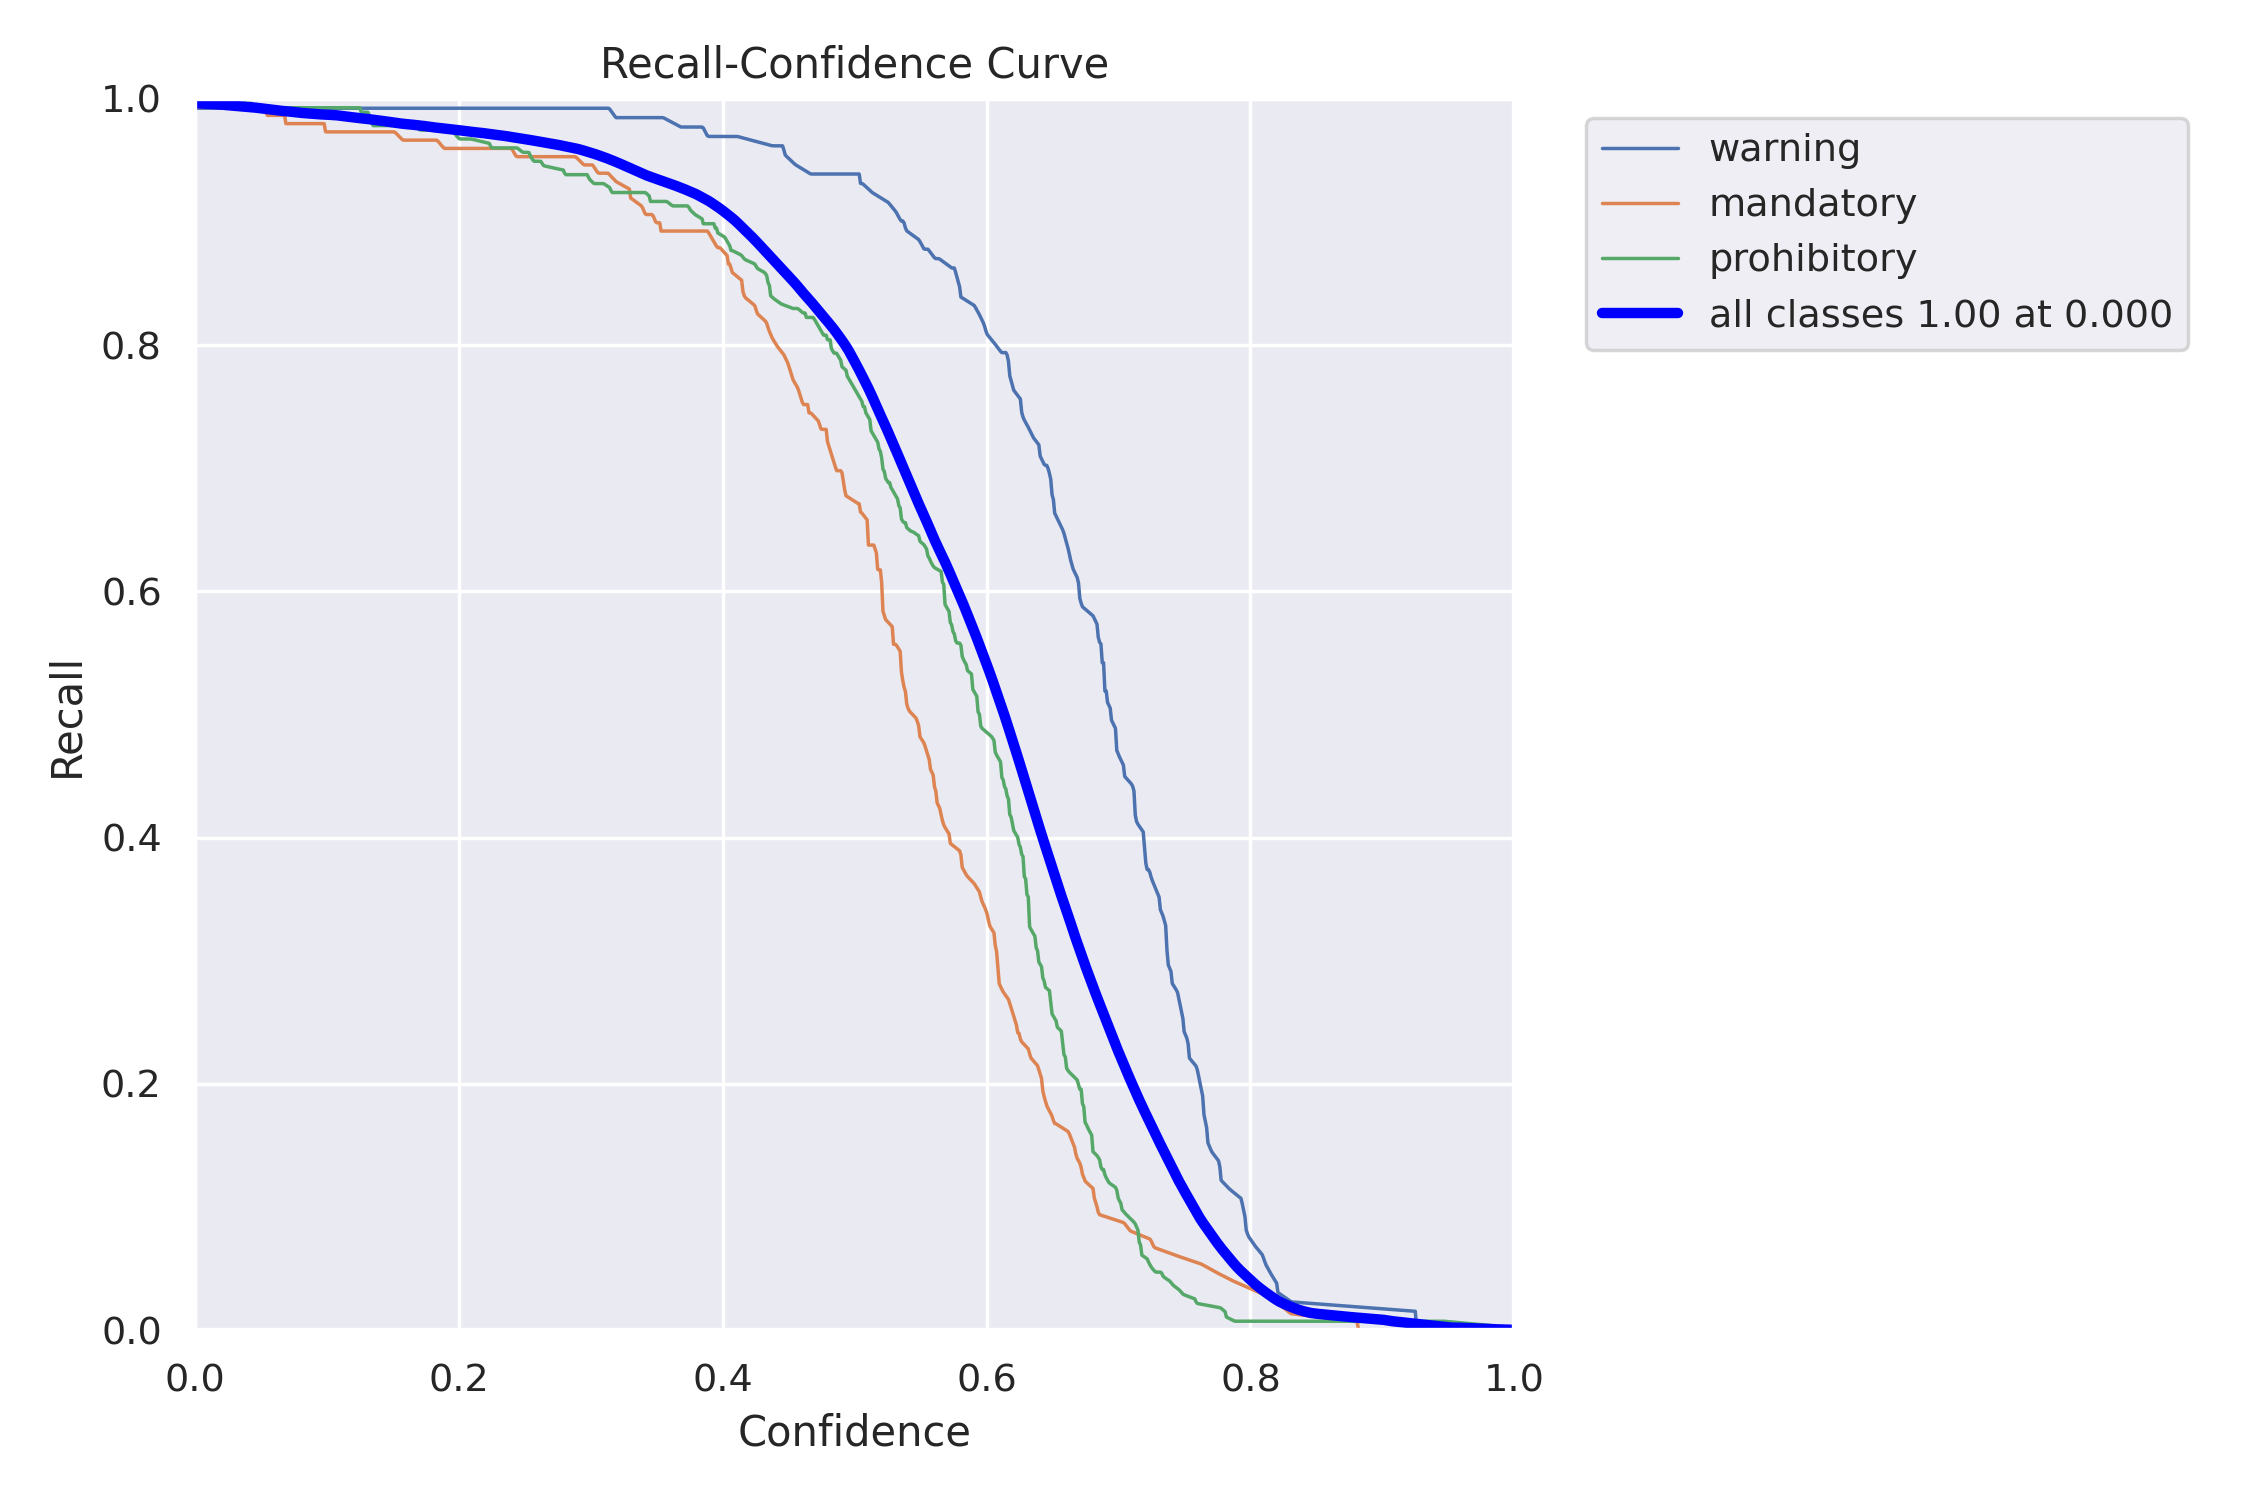 Recall-Confidence Curve
1.0
0.8
0.6
0.4
0.2
0.0
Recall
0.0 0.2 0.4 0.6 0.8 1.0
Confidence
warning
mandatory
prohibitory
all classes 1.00 at 0.000